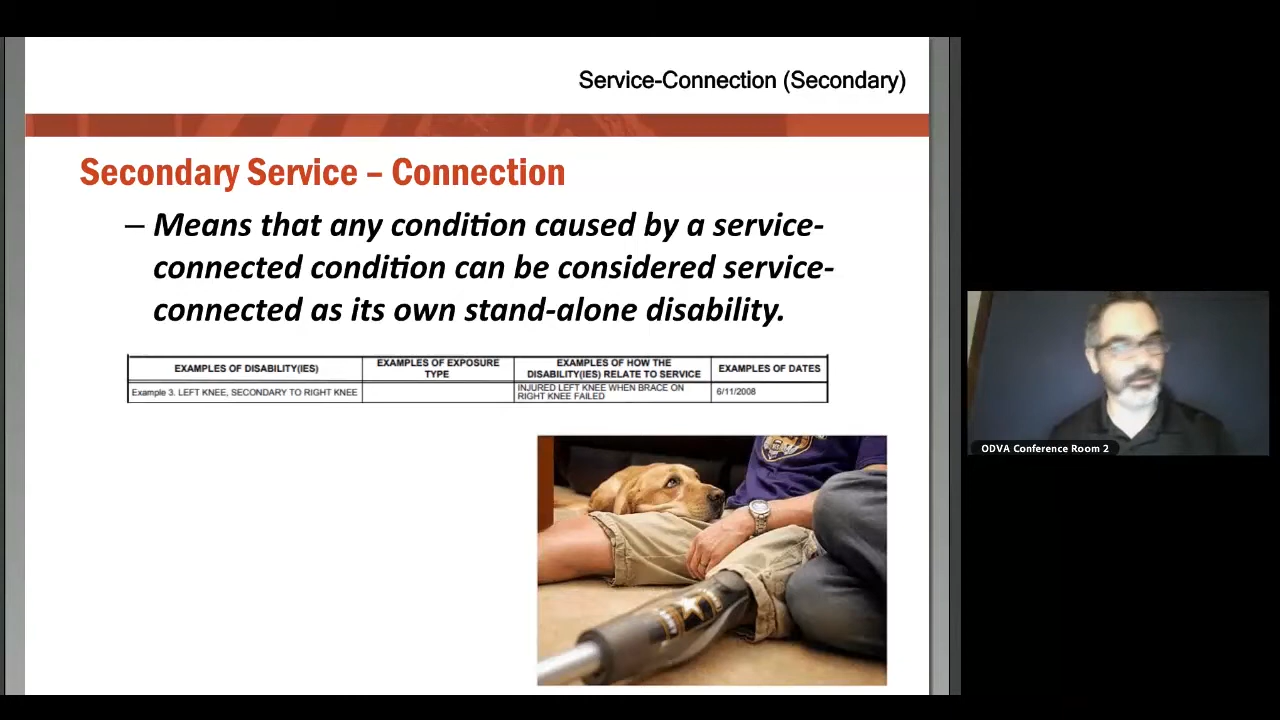 Service-Connection (Secondary)
Secondary Service – Connection
– Means that any condition caused by a service-
connected condition can be considered service-
connected as its own stand-alone disability.
EXAMPLES OF DISABILITY(IES)
EXAMPLES OF EXPOSURE
TYPE
EXAMPLES OF HOW THE
DISABILITY(IES) RELATE TO SERVICE
EXAMPLES OF DATES
Example 3. LEFT KNEE, SECONDARY TO RIGHT KNEE
INJURED LEFT KNEE WHEN BRACE ON
RIGHT KNEE FAILED
6/11/2008
ODVA Conference Room 2